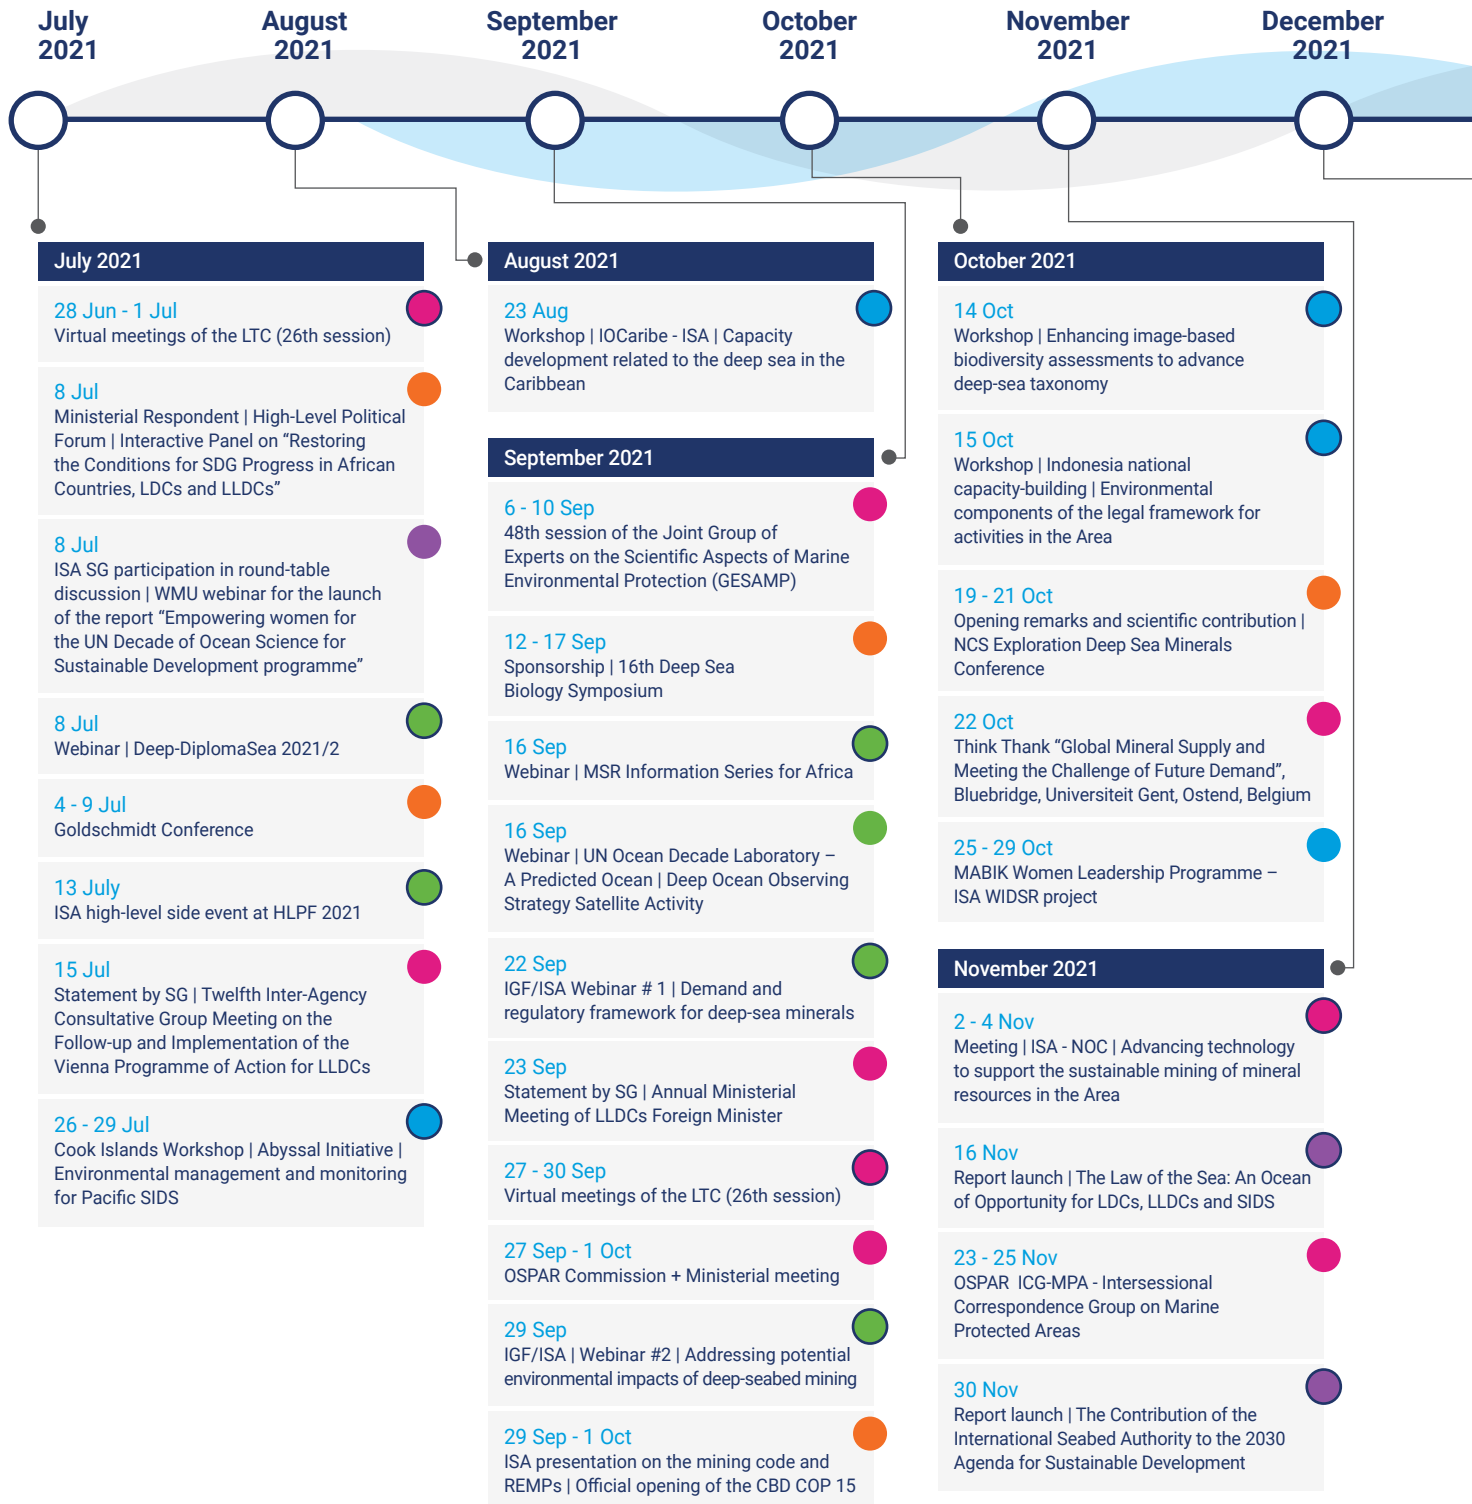 July
2021
August
2021
September
2021
October
2021
November
2021
December
2021
July 2021
28 Jun - 1 Jul
Virtual meetings of the LTC (26th session)
8 Jul
Ministerial Respondent | High-Level Political
Forum | Interactive Panel on “Restoring
the Conditions for SDG Progress in African
Countries, LDCs and LLDCs”
8 Jul
ISA SG participation in round-table
discussion | WMU webinar for the launch
of the report “Empowering women for
the UN Decade of Ocean Science for
Sustainable Development programme”
8 Jul
Webinar | Deep-DiplomaSea 2021/2
4 - 9 Jul
Goldschmidt Conference
13 July
ISA high-level side event at HLPF 2021
15 Jul
Statement by SG | Twelfth Inter-Agency
Consultative Group Meeting on the
Follow-up and Implementation of the
Vienna Programme of Action for LLDCs
26 - 29 Jul
Cook Islands Workshop | Abyssal Initiative |
Environmental management and monitoring
for Pacific SIDS
August 2021
23 Aug
Workshop | IOCaribe - ISA | Capacity
development related to the deep sea in the
Caribbean
September 2021
6 - 10 Sep
48th session of the Joint Group of
Experts on the Scientific Aspects of Marine
Environmental Protection (GESAMP)
12 - 17 Sep
Sponsorship | 16th Deep Sea
Biology Symposium
16 Sep
Webinar | MSR Information Series for Africa
16 Sep
Webinar | UN Ocean Decade Laboratory –
A Predicted Ocean | Deep Ocean Observing
Strategy Satellite Activity
22 Sep
IGF/ISA Webinar # 1 | Demand and
regulatory framework for deep-sea minerals
23 Sep
Statement by SG | Annual Ministerial
Meeting of LLDCs Foreign Minister
27 - 30 Sep
Virtual meetings of the LTC (26th session)
27 Sep - 1 Oct
OSPAR Commission + Ministerial meeting
29 Sep
IGF/ISA | Webinar #2 | Addressing potential
environmental impacts of deep-seabed mining
29 Sep - 1 Oct
ISA presentation on the mining code and
REMPs | Official opening of the CBD COP 15
October 2021
14 Oct
Workshop | Enhancing image-based
biodiversity assessments to advance
deep-sea taxonomy
15 Oct
Workshop | Indonesia national
capacity-building | Environmental
components of the legal framework for
activities in the Area
19 - 21 Oct
Opening remarks and scientific contribution |
NCS Exploration Deep Sea Minerals
Conference
22 Oct
Think Thank “Global Mineral Supply and
Meeting the Challenge of Future Demand”,
Bluebridge, Universiteit Gent, Ostend, Belgium
25 - 29 Oct
MABIK Women Leadership Programme –
ISA WIDSR project
November 2021
2 - 4 Nov
Meeting | ISA - NOC | Advancing technology
to support the sustainable mining of mineral
resources in the Area
16 Nov
Report launch | The Law of the Sea: An Ocean
of Opportunity for LDCs, LLDCs and SIDS
23 - 25 Nov
OSPAR ICG-MPA - Intersessional
Correspondence Group on Marine
Protected Areas
30 Nov
Report launch | The Contribution of the
International Seabed Authority to the 2030
Agenda for Sustainable Development